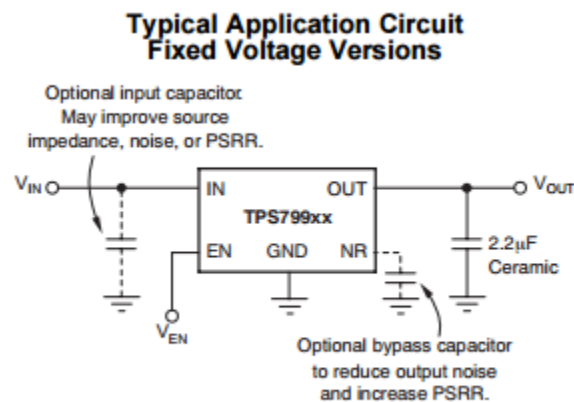 Typical Application Circuit
Fixed Voltage Versions
Optional input capacitor.
May improve source
impedance, noise, or PSRR.
VIN
IN
OUT
VOUT
TPS799xx
EN
GND
NR
2.2μF
Ceramic
VEN
Optional bypass capacitor
to reduce output noise
and increase PSRR.